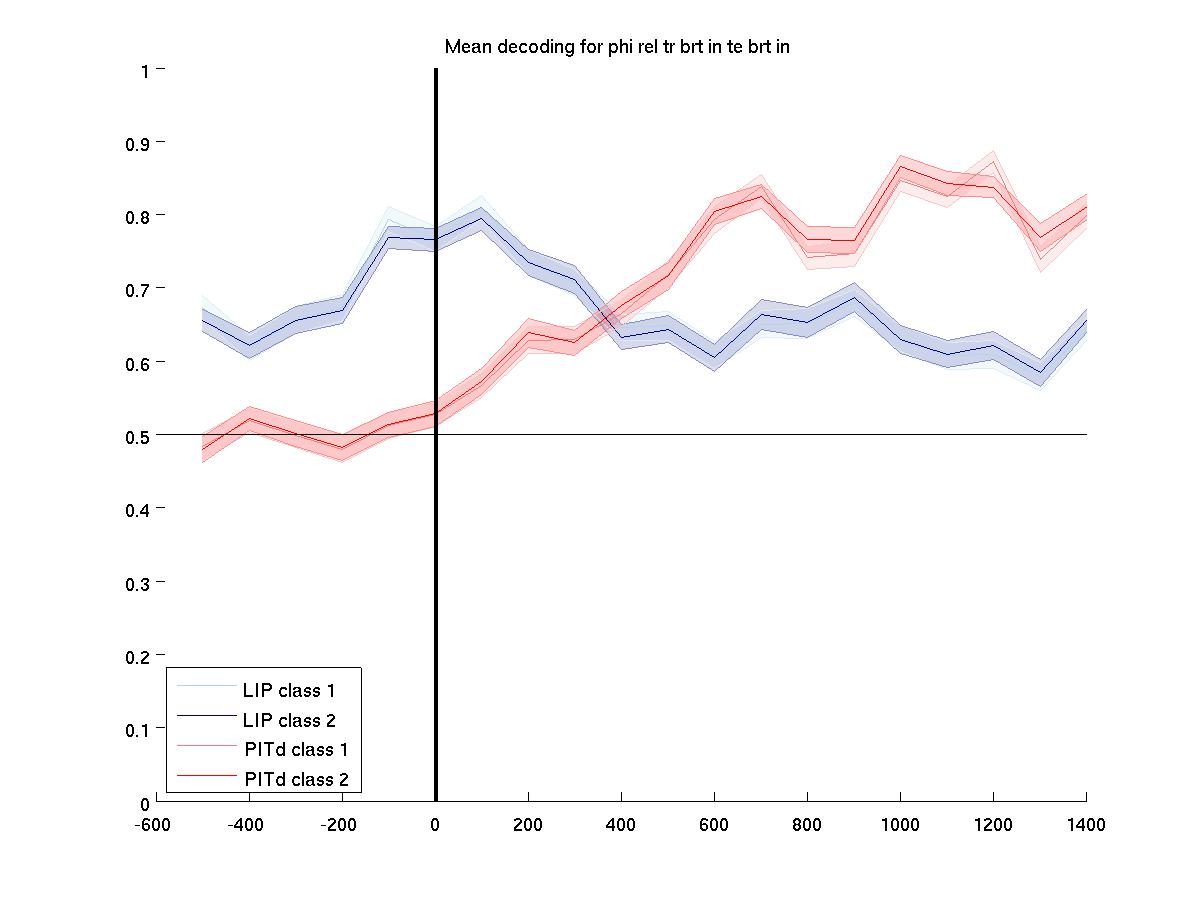 Mean decoding for phi rel tr brt in te brt in
1
0.9
0.8
0.7
0.6
0.5
0.4
0.3
0.2
0.1
0
LIP class 1
LIP class 2
PITd class 1
PITd class 2
-600 -400 -200 0 200 400 600 800 1000 1200 1400